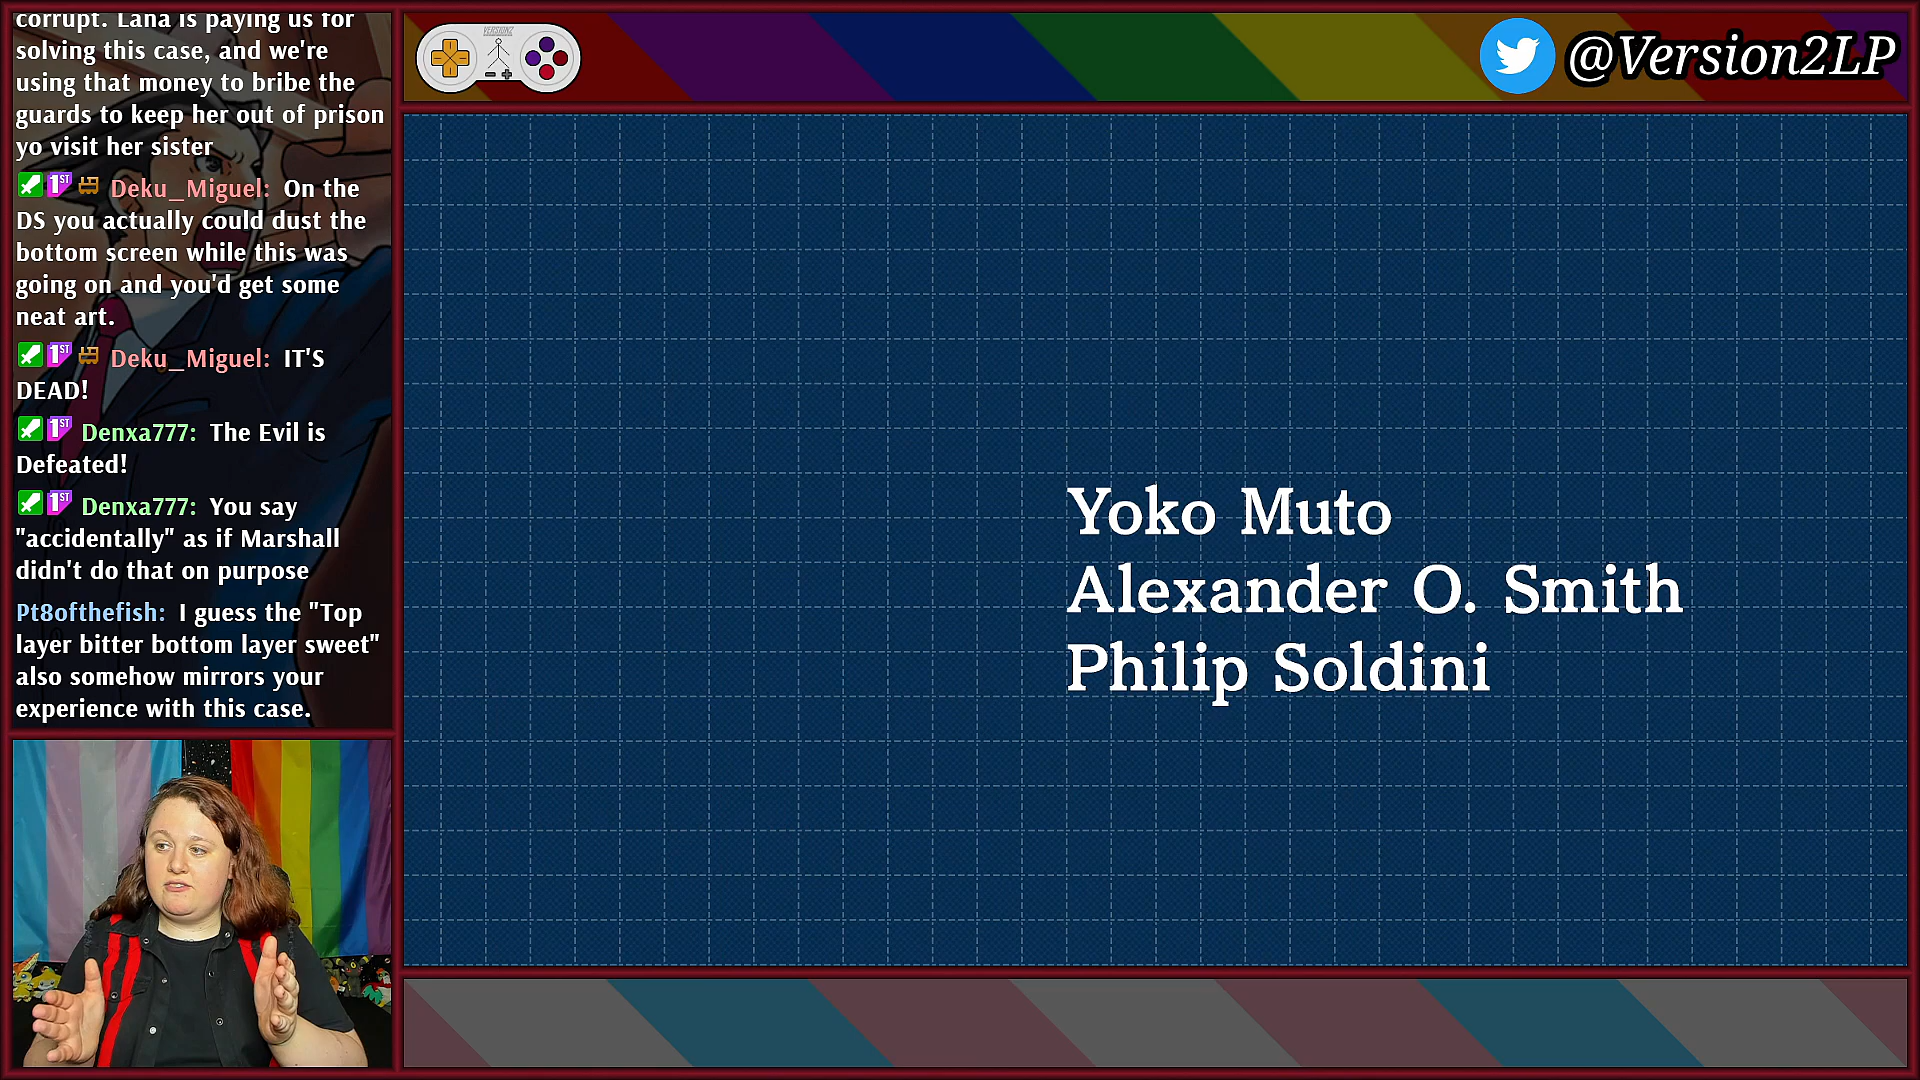 corrupt. Lana is paying us for
solving this case, and we're
using that money to bribe the
guards to keep her out of prison
yo visit her sister
1ST Deku_Miguel: On the
DS you actually could dust the
bottom screen while this was
going on and you'd get some
neat art.
1ST Deku_Miguel: IT'S
DEAD!
1ST Denxa777: The Evil is
Defeated!
1ST Denxa777: You say
"accidentally" as if Marshall
didn't do that on purpose
Pt8ofthefish: I guess the "Top
layer bitter bottom layer sweet"
also somehow mirrors your
experience with this case.
VERSION2
@Version2LP
Yoko Muto
Alexander O. Smith
Philip Soldini